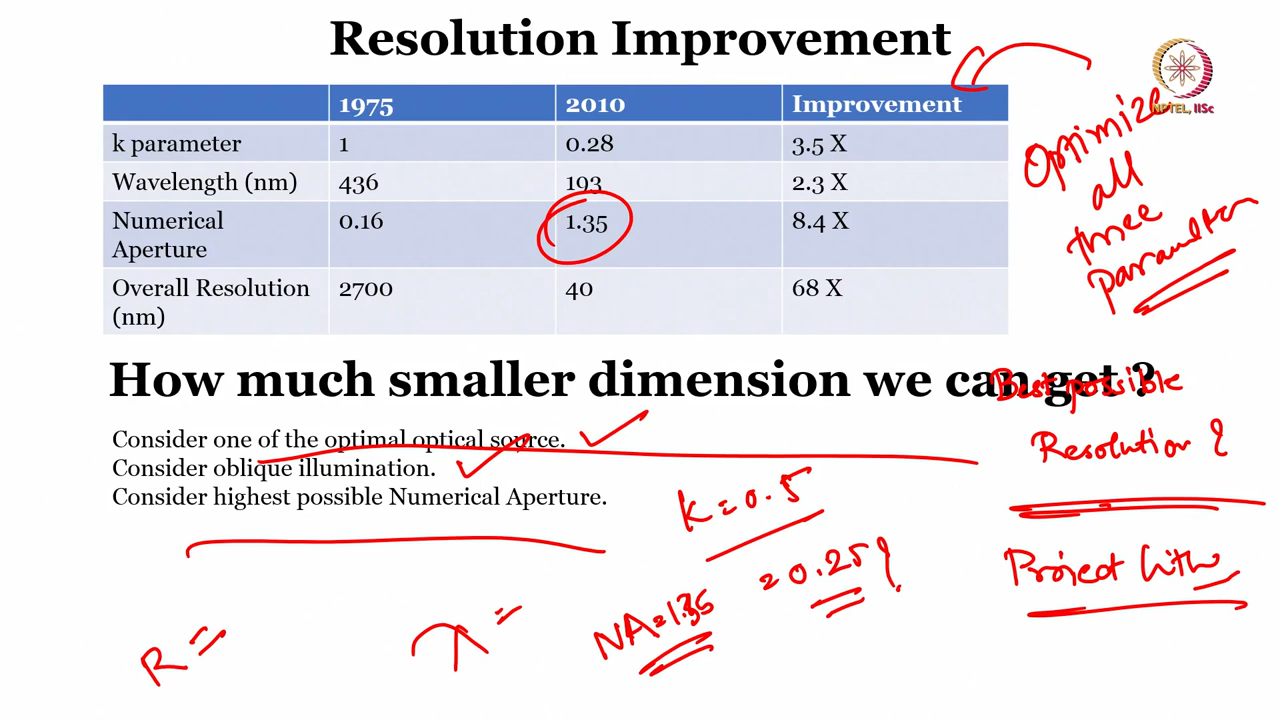 Resolution Improvement
1975 2010 Improvement
k parameter 1 0.28 3.5 X
Wavelength (nm) 436 193 2.3 X
Numerical Aperture 0.16 1.35 8.4 X
Overall Resolution (nm) 2700 40 68 X
NPTEL, IISc
Optimize
all
three
parameters
How much smaller dimension we can get ?
Best possible
Resolution ?
Consider one of the optimal optical source.
Consider oblique illumination.
Consider highest possible Numerical Aperture.
k = 0.5
= 0.25 ?
Project litho
NA = 1.35
R =
λ =